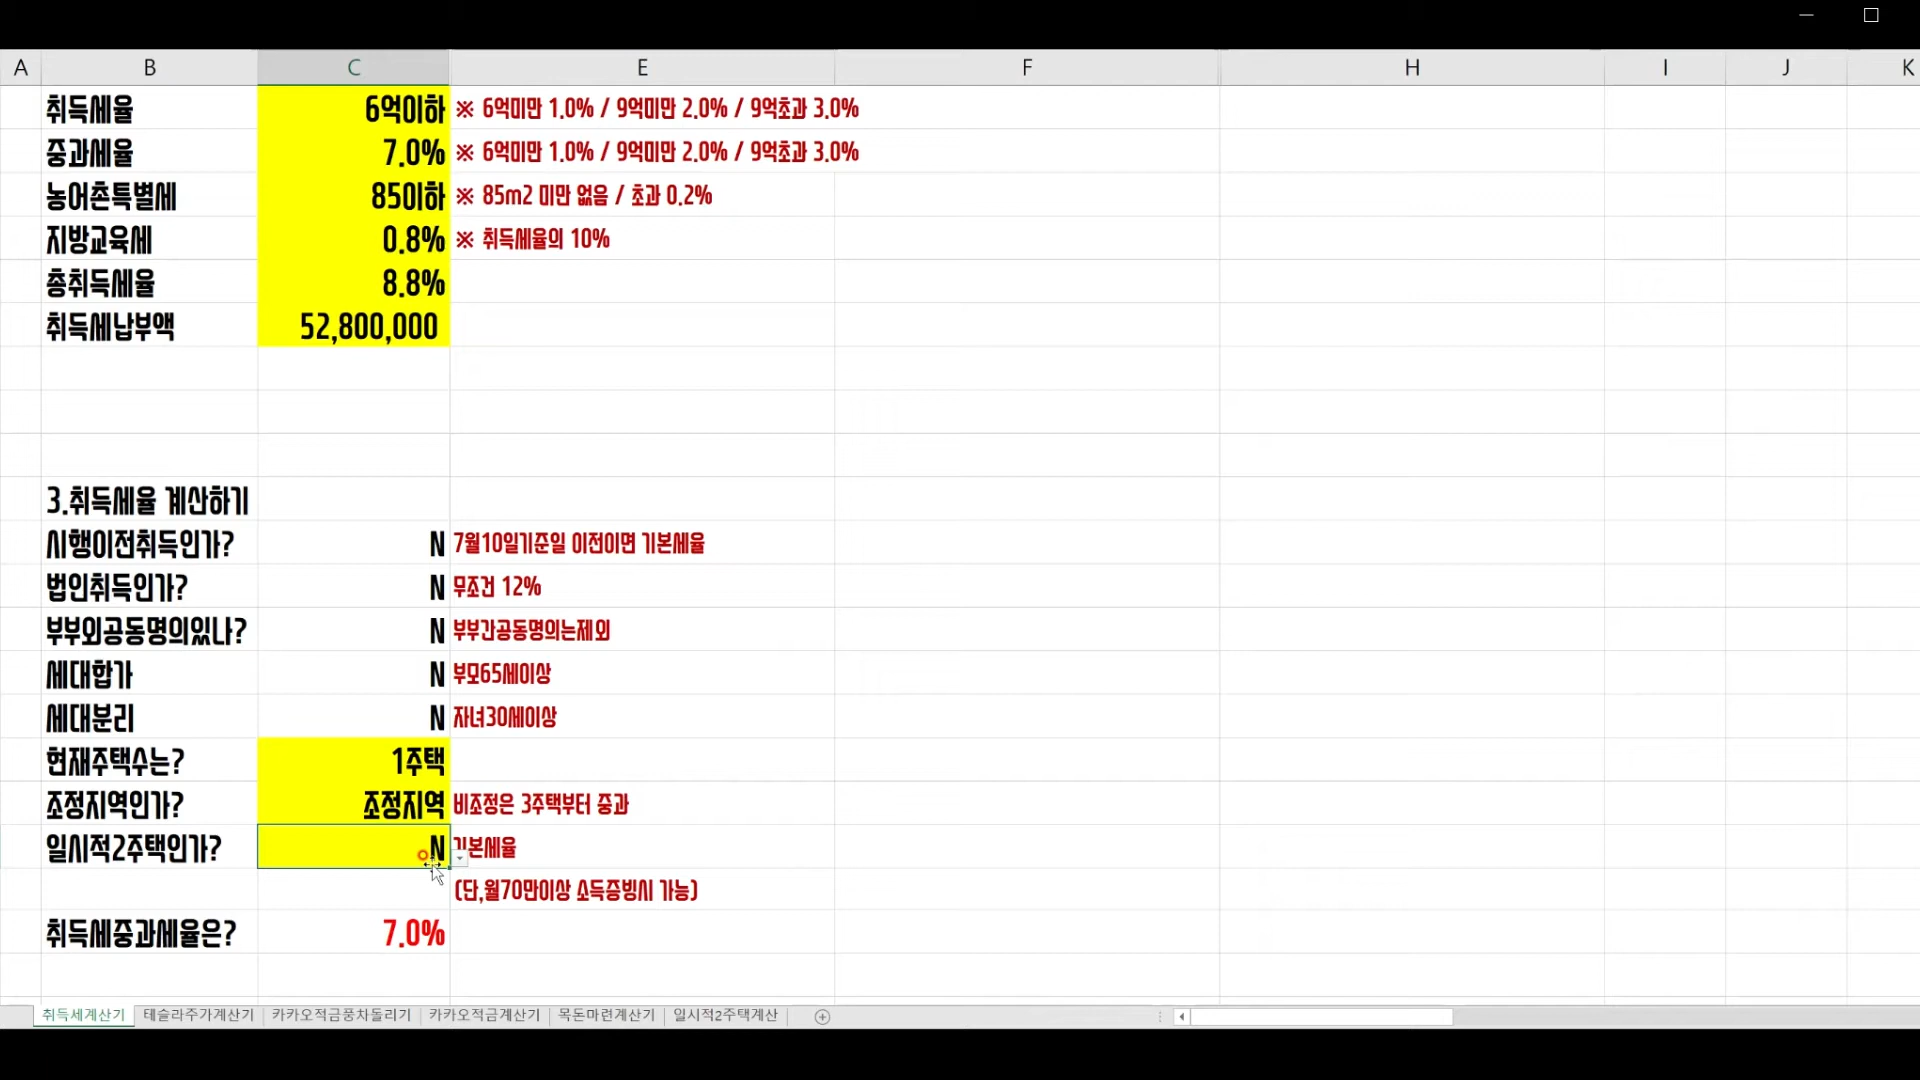 A B C E F H I J K
취득세율 6억이하 ※ 6억미만 1.0% / 9억미만 2.0% / 9억초과 3.0%
중과세율 7.0% ※ 6억미만 1.0% / 9억미만 2.0% / 9억초과 3.0%
농어촌특별세 85이하 ※ 85m2 미만 없음 / 초과 0.2%
지방교육세 0.8% ※ 취득세율의 10%
총취득세율 8.8%
취득세납부액 52,800,000
3.취득세율 계산하기
시행이전취득인가? N 7월10일기준일 이전이면 기본세율
법인취득인가? N 무조건 12%
부부외공동명의있나? N 부부간공동명의는제외
세대합가 N 부모65세이상
세대분리 N 자녀30세이상
현재주택수는? 1주택
조정지역인가? 조정지역 비조정은 3주택부터 중과
일시적2주택인가? N 기본세율
(단,월70만이상 소득증빙시 가능)
취득세중과세율은? 7.0%
취득세계산기 테슬라주가계산기 카카오적금풍차돌리기 카카오적금계산기 목돈마련계산기 일시적2주택계산